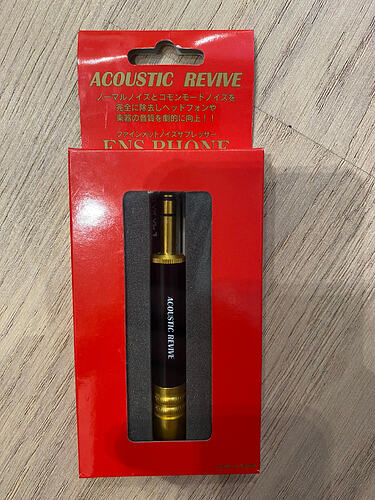 ACOUSTIC REVIVE
ノーマルノイズとコモンモードノイズを
完全に除去しヘッドフォンや
楽器の音質を劇的に向上！！
ファインメットノイズサプレッサー
ENS PHONE
ACOUSTIC REVIVE